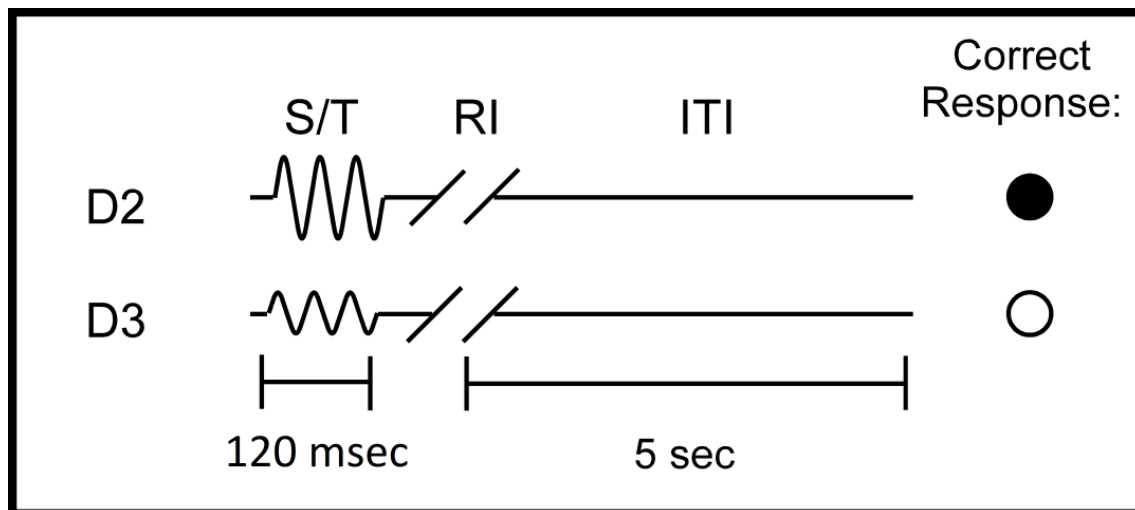 Correct
Response:
S/T RI ITI
D2
D3
120 msec 5 sec